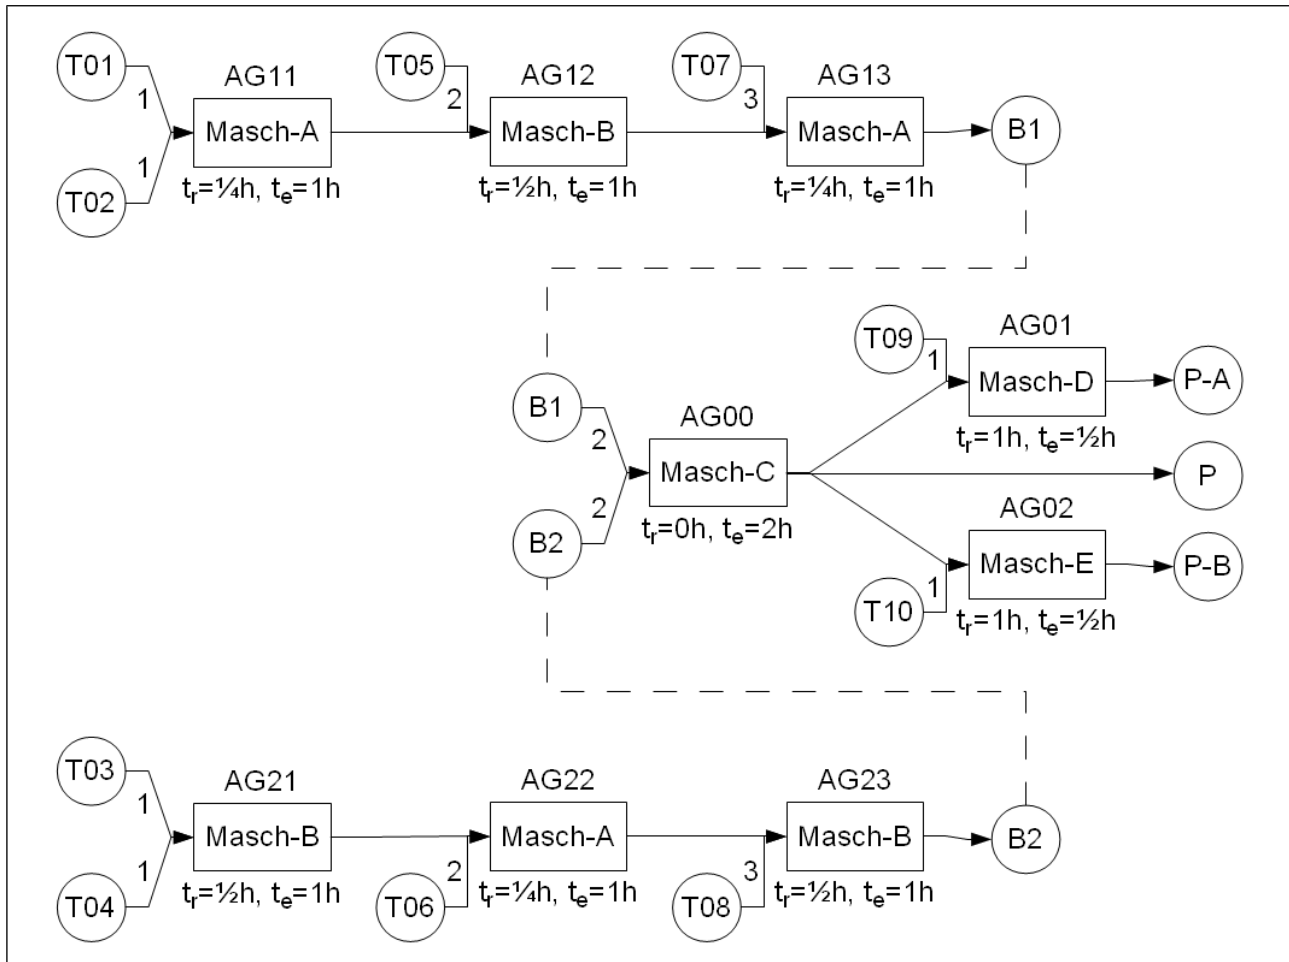 T01
T05
T07
AG11
AG12
AG13
1
2
3
Masch-A
Masch-B
Masch-A
B1
1
tr=¼h, te=1h
tr=½h, te=1h
tr=¼h, te=1h
T02
T09
AG01
1
Masch-D
P-A
B1
AG00
tr=1h, te=½h
2
Masch-C
P
2
tr=0h, te=2h
AG02
B2
Masch-E
P-B
1
T10
tr=1h, te=½h
T03
AG21
AG22
AG23
1
Masch-B
Masch-A
Masch-B
B2
1
2
3
tr=½h, te=1h
tr=¼h, te=1h
tr=½h, te=1h
T04
T06
T08